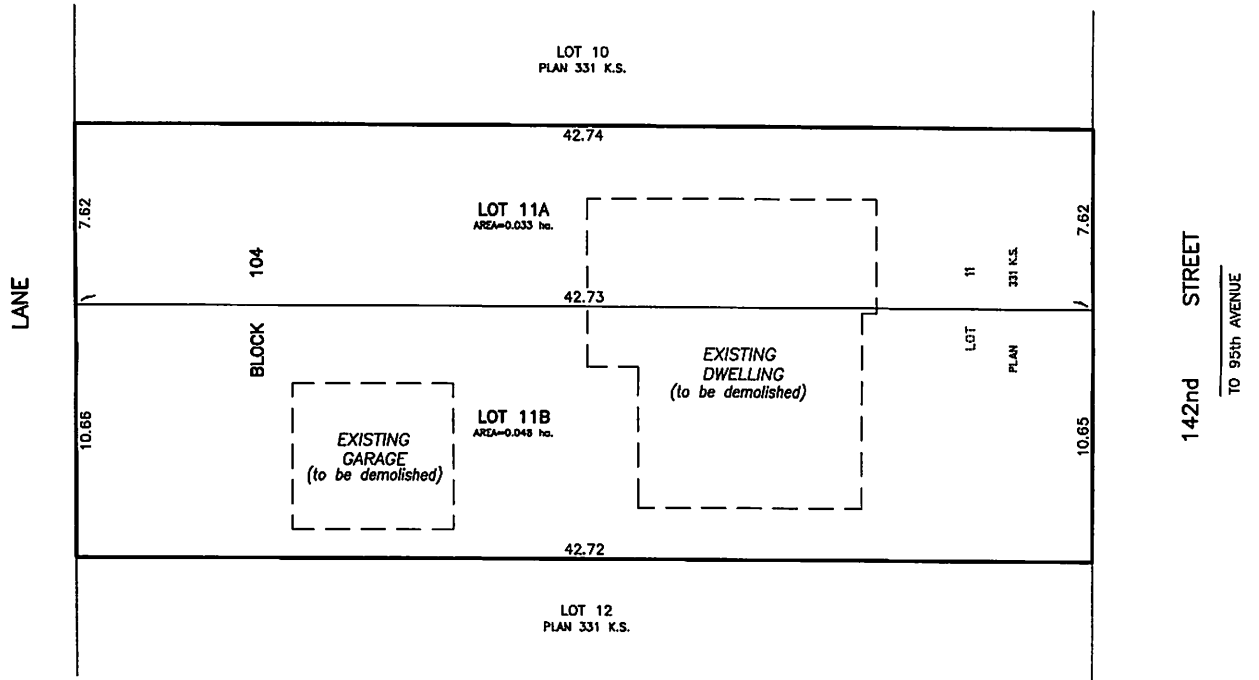 LOT 10
PLAN 331 K.S.
42.74
7.62
LOT 11A
AREA=0.033 ha.
7.62
104
11
331 K.S.
LANE
142nd STREET
TO 95th AVENUE
42.73
BLOCK
LOT
PLAN
EXISTING
DWELLING
(to be demolished)
10.66
LOT 11B
AREA=0.046 ha.
10.65
EXISTING
GARAGE
(to be demolished)
42.72
LOT 12
PLAN 331 K.S.